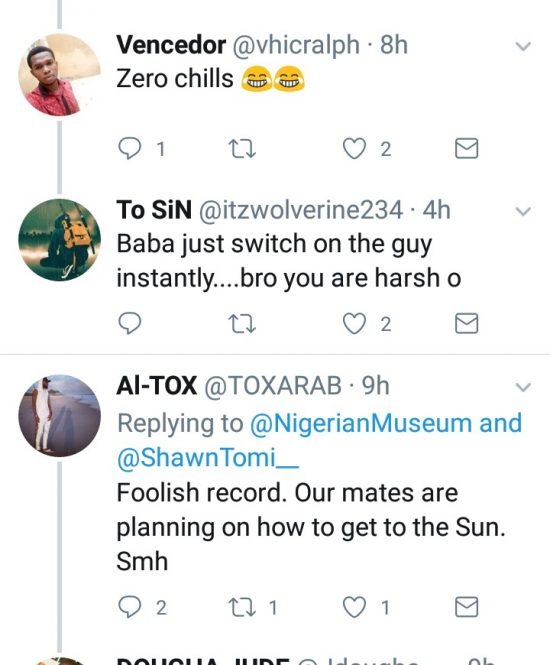 Vencedor @vhicralph · 8h
Zero chills 😂😂
1 2
To SiN @itzwolverine234 · 4h
Baba just switch on the guy
instantly....bro you are harsh o
2
Al-TOX @TOXARAB · 9h
Replying to @NigerianMuseum and
@ShawnTomi__
Foolish record. Our mates are
planning on how to get to the Sun.
Smh
2 1 1